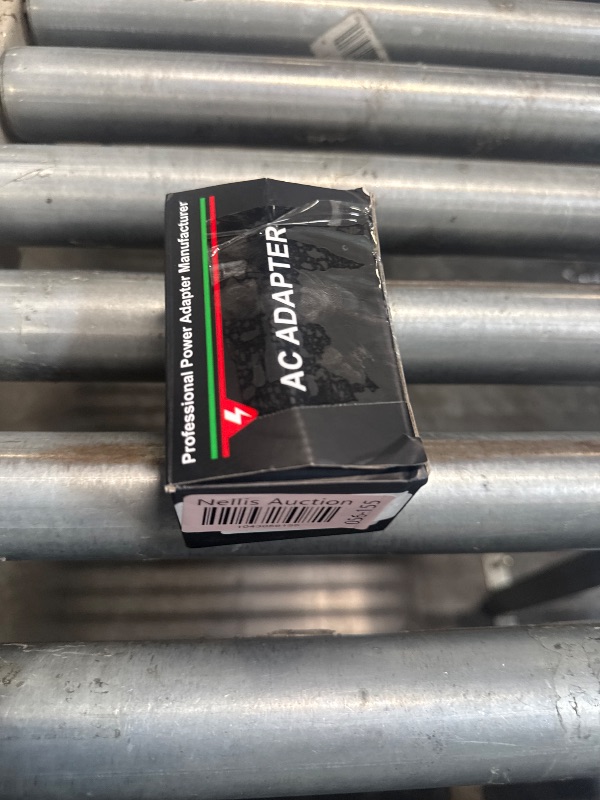 Professional Power Adapter Manufacturer
AC ADAPTER
Nellis Auction